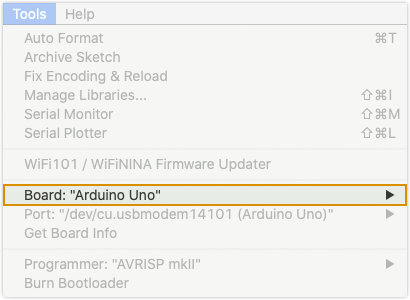 Tools Help
Auto Format ⌘T
Archive Sketch
Fix Encoding & Reload
Manage Libraries... ⇧⌘I
Serial Monitor ⇧⌘M
Serial Plotter ⇧⌘L
WiFi101 / WiFiNINA Firmware Updater
Board: "Arduino Uno"
Port: "/dev/cu.usbmodem14101 (Arduino Uno)"
Get Board Info
Programmer: "AVRISP mkII"
Burn Bootloader